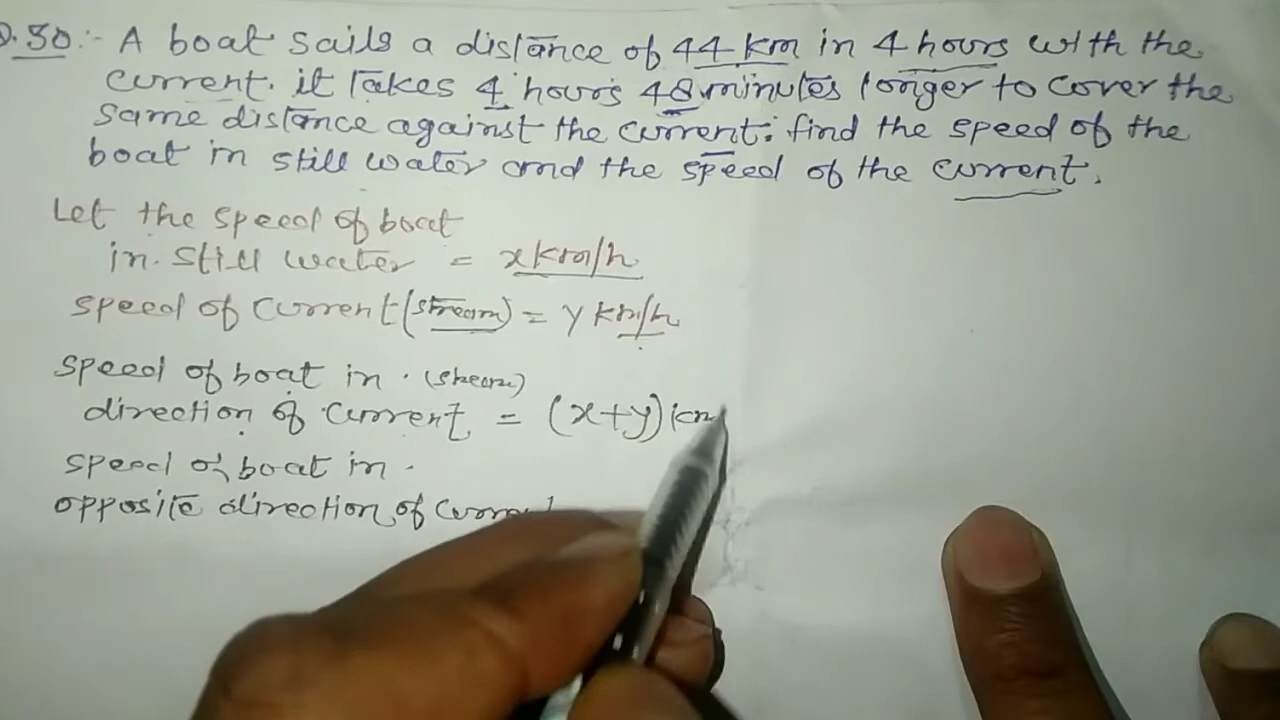 Q.30:- A boat sails a distance of 44 km in 4 hours with the
current. it takes 4 hours 48 minutes longer to cover the
same distance against the current. find the speed of the
boat in still water and the speed of the current.
Let the speed of boat
in still water = x km/h
speed of current (stream) = y km/h
speed of boat in (stream)
direction of current = (x+y) km
speed of boat in
opposite direction of current